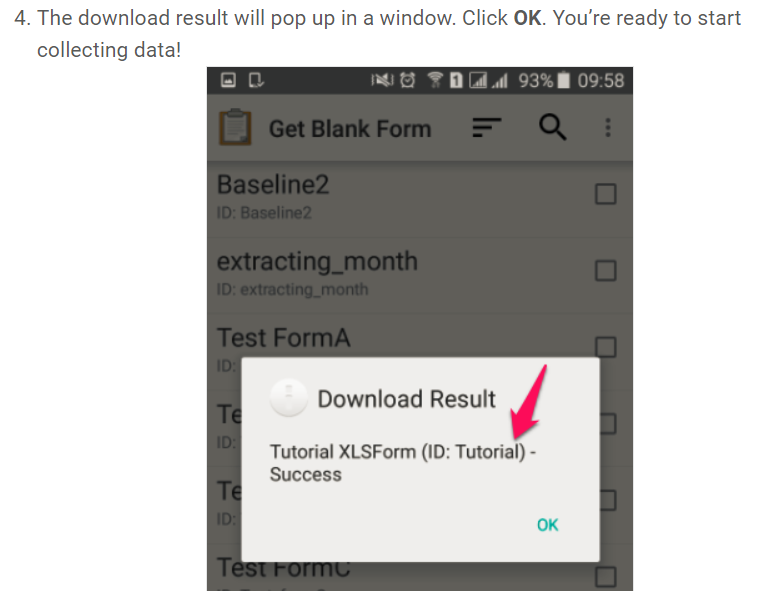 4. The download result will pop up in a window. Click OK. You’re ready to start
collecting data!
1 93% 09:58
Get Blank Form
Baseline2
ID: Baseline2
extracting_month
ID: extracting_month
Test FormA
ID:
Download Result
Te
ID:
Tutorial XLSForm (ID: Tutorial) -
Success
Te
ID:
OK
Test FormC